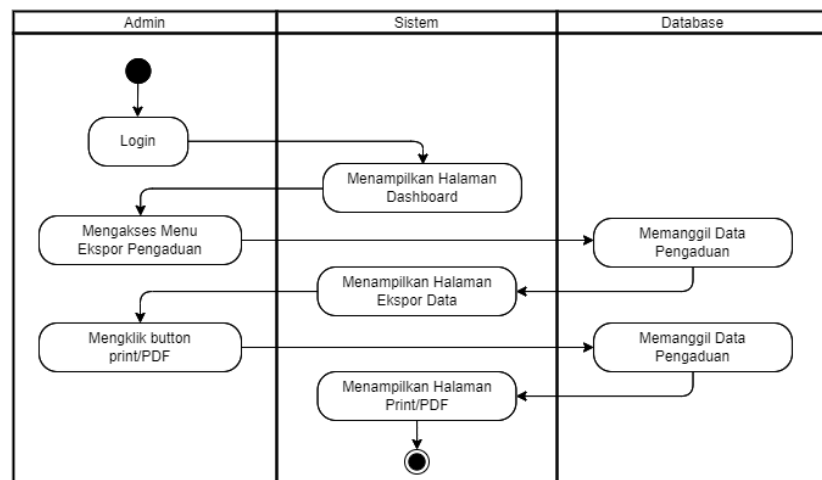 Admin
Sistem
Database
Login
Menampilkan Halaman
Dashboard
Mengakses Menu
Ekspor Pengaduan
Memanggil Data
Pengaduan
Menampilkan Halaman
Ekspor Data
Mengklik button
print/PDF
Memanggil Data
Pengaduan
Menampilkan Halaman
Print/PDF